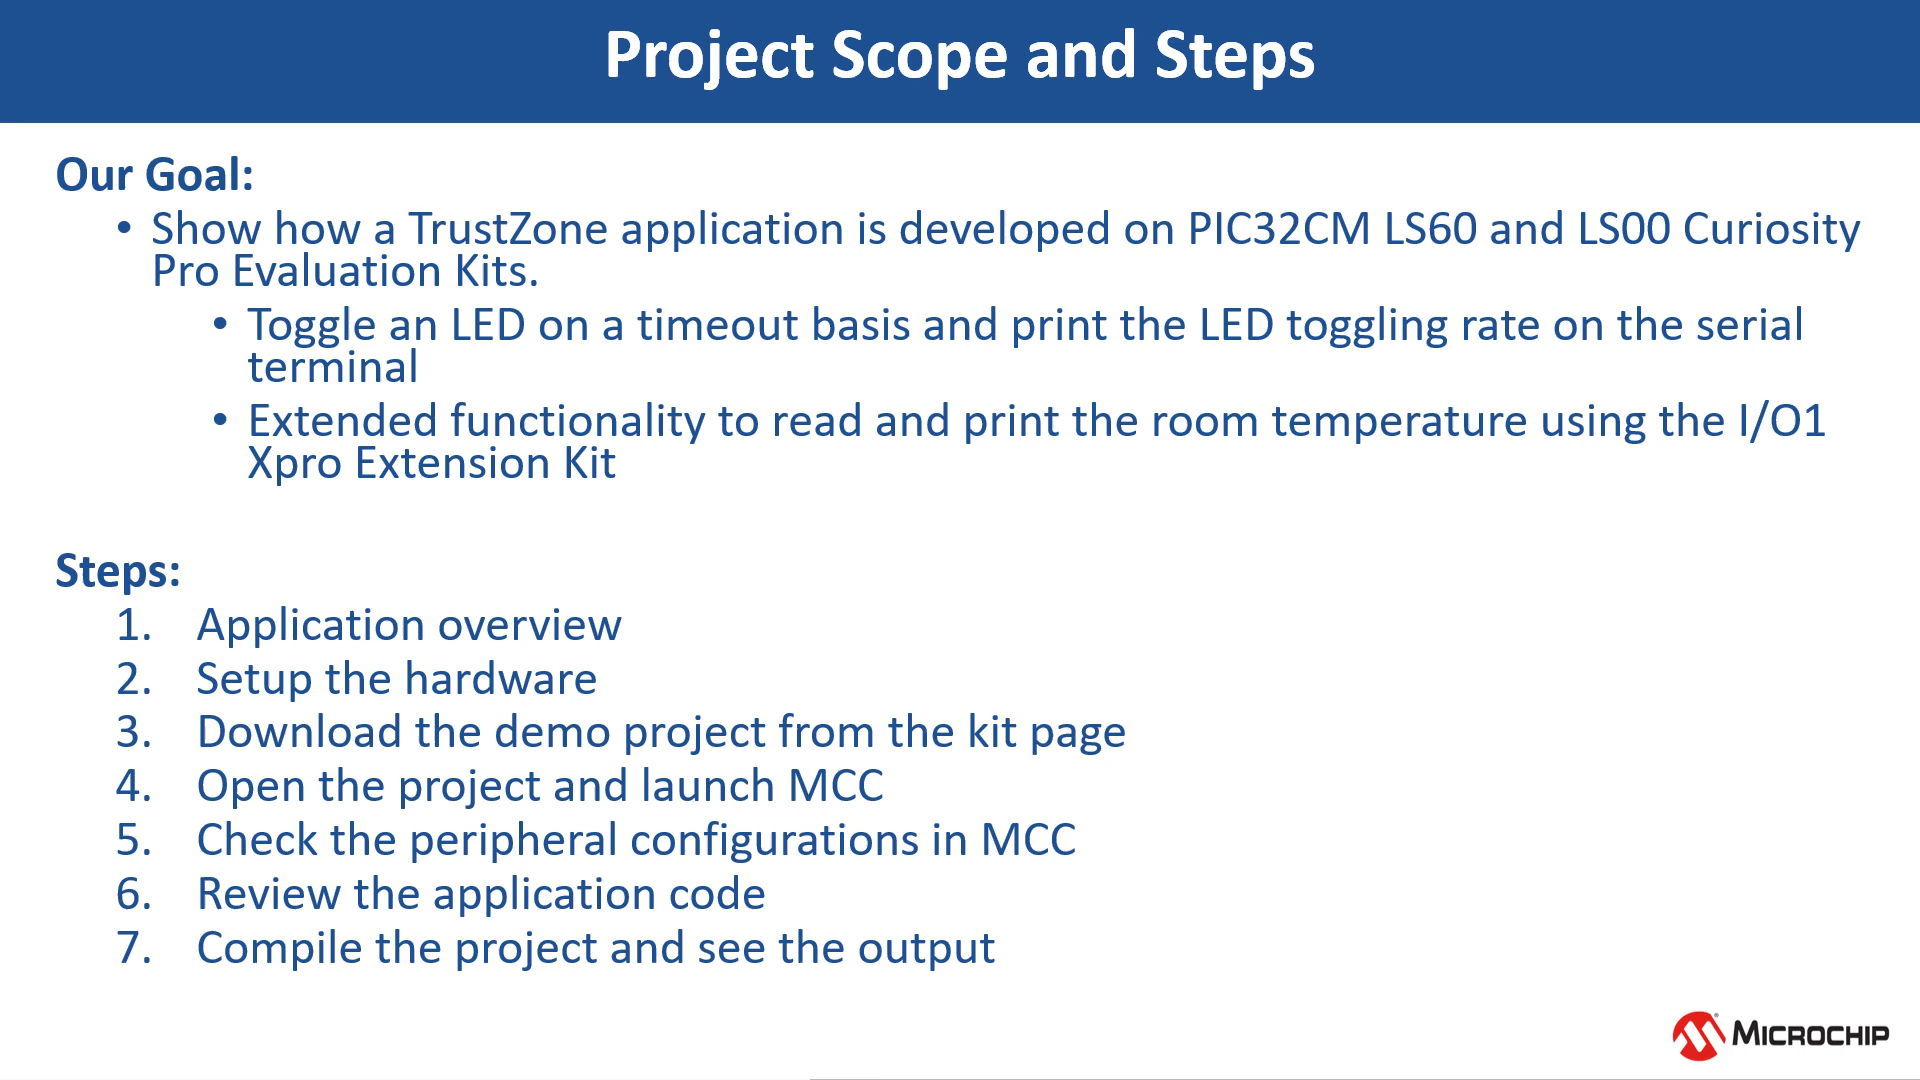 Project Scope and Steps
Our Goal:
• Show how a TrustZone application is developed on PIC32CM LS60 and LS00 Curiosity
Pro Evaluation Kits.
• Toggle an LED on a timeout basis and print the LED toggling rate on the serial
terminal
• Extended functionality to read and print the room temperature using the I/O1
Xpro Extension Kit
Steps:
1. Application overview
2. Setup the hardware
3. Download the demo project from the kit page
4. Open the project and launch MCC
5. Check the peripheral configurations in MCC
6. Review the application code
7. Compile the project and see the output
MICROCHIP